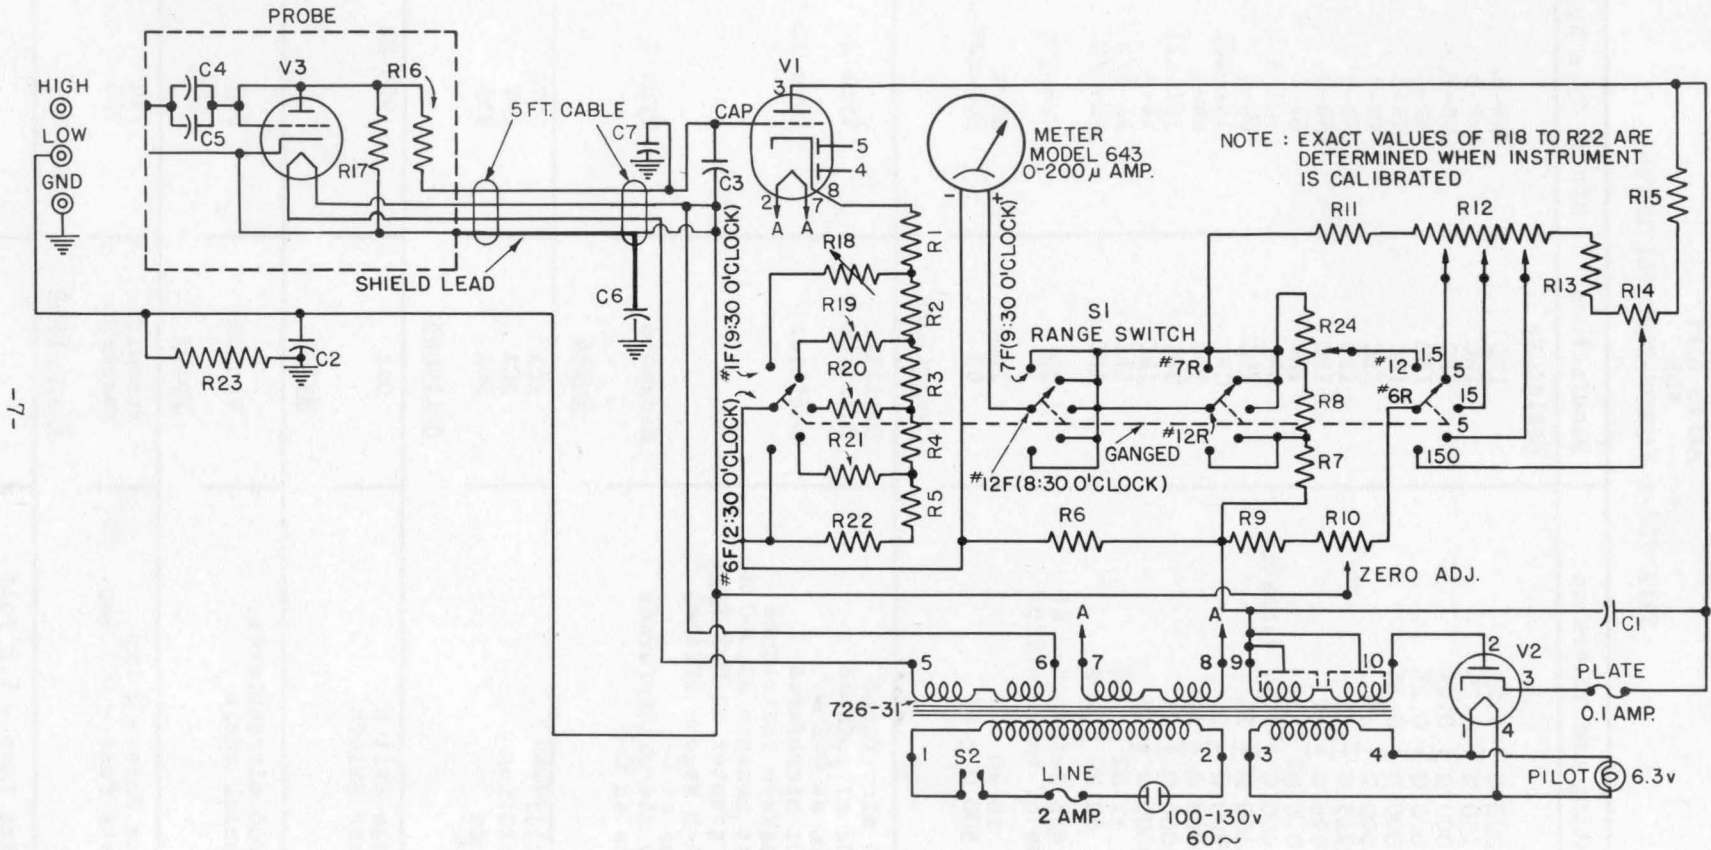 PROBE
HIGH
LOW
GND
C4
C5
V3
R16
R17
5 FT. CABLE
SHIELD LEAD
C7
CAP
C3
C6
C2
R23
V1
3
5
4
8
2
7
A
A
METER
MODEL 643
0-200 μ AMP.
-
+
NOTE : EXACT VALUES OF R18 TO R22 ARE
DETERMINED WHEN INSTRUMENT
IS CALIBRATED
R1
R2
R3
R4
R5
R18
R19
R20
R21
R22
#1F(9:30 O'CLOCK)
#6F(2:30 O'CLOCK)
7F(9:30 O'CLOCK)
#12F(8:30 O'CLOCK)
S1
RANGE SWITCH
#7R
#12R
GANGED
R11
R12
R13
R14
R15
R24
R8
R7
#12
#6R
1.5
5
15
5
150
R6
R9
R10
ZERO ADJ.
C1
A
A
5
6
7
8
9
10
726-31
1
2
3
4
S2
LINE
2 AMP.
100-130v
60~
V2
2
3
1
4
PLATE
0.1 AMP.
PILOT
6.3v
-7-